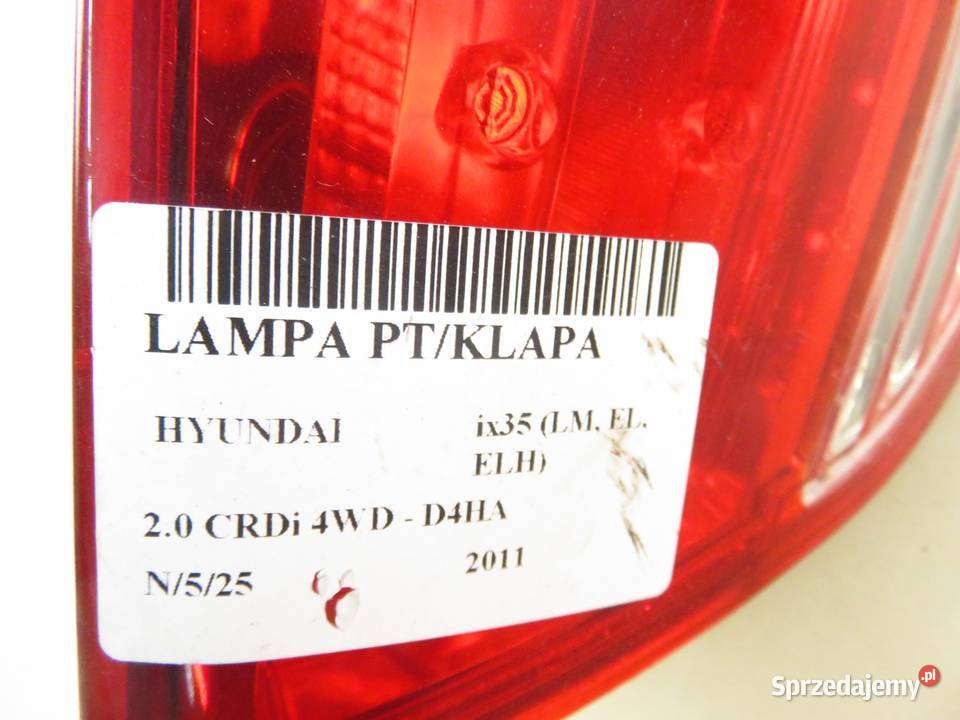 LAMPA PT/KLAPA
HYUNDAI
ix35 (LM, EL,
ELH)
2.0 CRDi 4WD - D4HA
N/5/25
2011
Sprzedajemy.pl